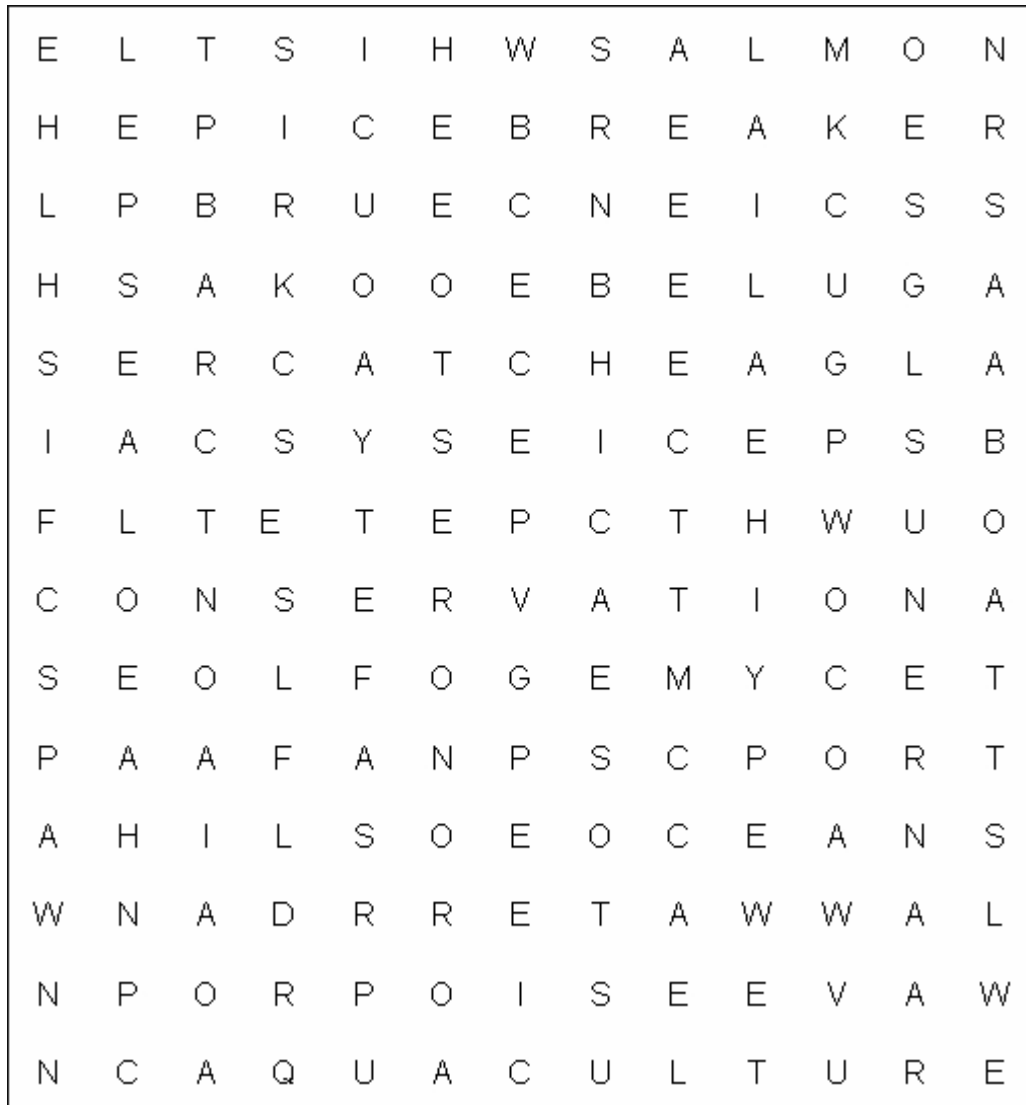 E L T S I H W S A L M O N
H E P I C E B R E A K E R
L P B R U E C N E I C S S
H S A K O O E B E L U G A
S E R C A T C H E A G L A
I A C S Y S E I C E P S B
F L T E T E P C T H W U O
C O N S E R V A T I O N A
S E O L F O G E M Y C E T
P A A F A N P S C P O R T
A H I L S O E O C E A N S
W N A D R R E T A W W A L
N P O R P O I S E E V A W
N C A Q U A C U L T U R E